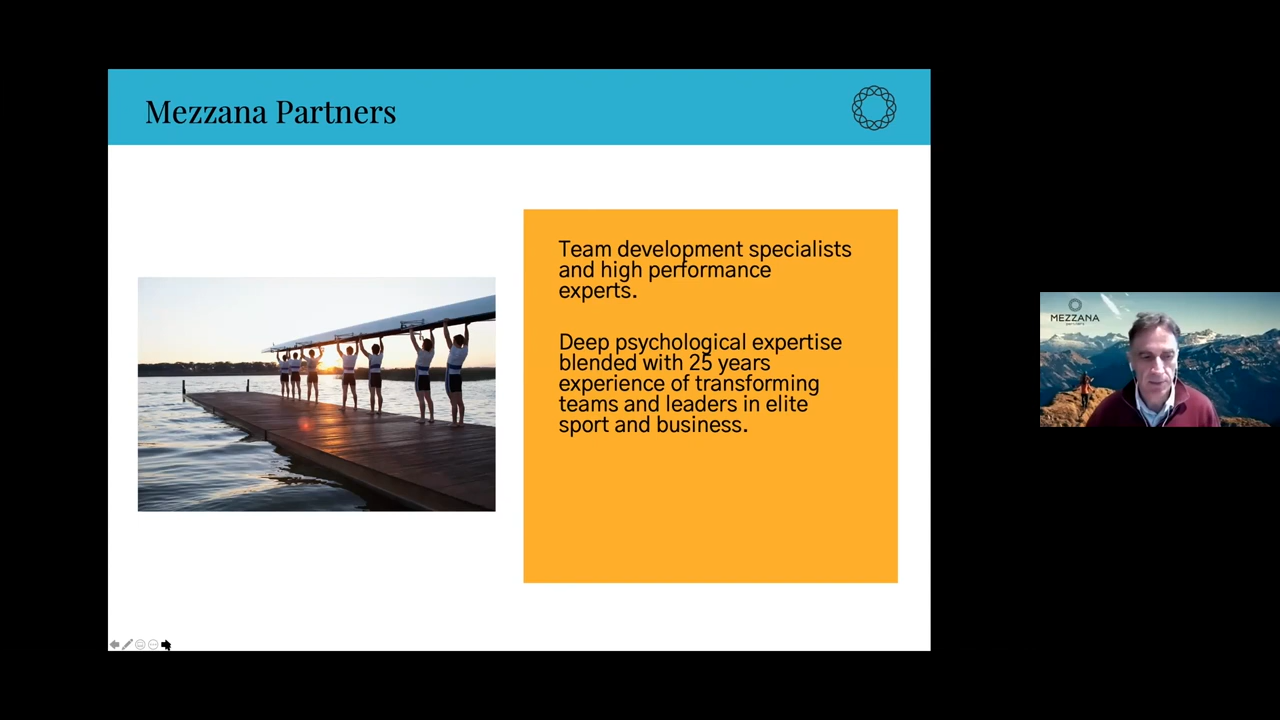 Mezzana Partners
Team development specialists
and high performance
experts.
Deep psychological expertise
blended with 25 years
experience of transforming
teams and leaders in elite
sport and business.
MEZZANA